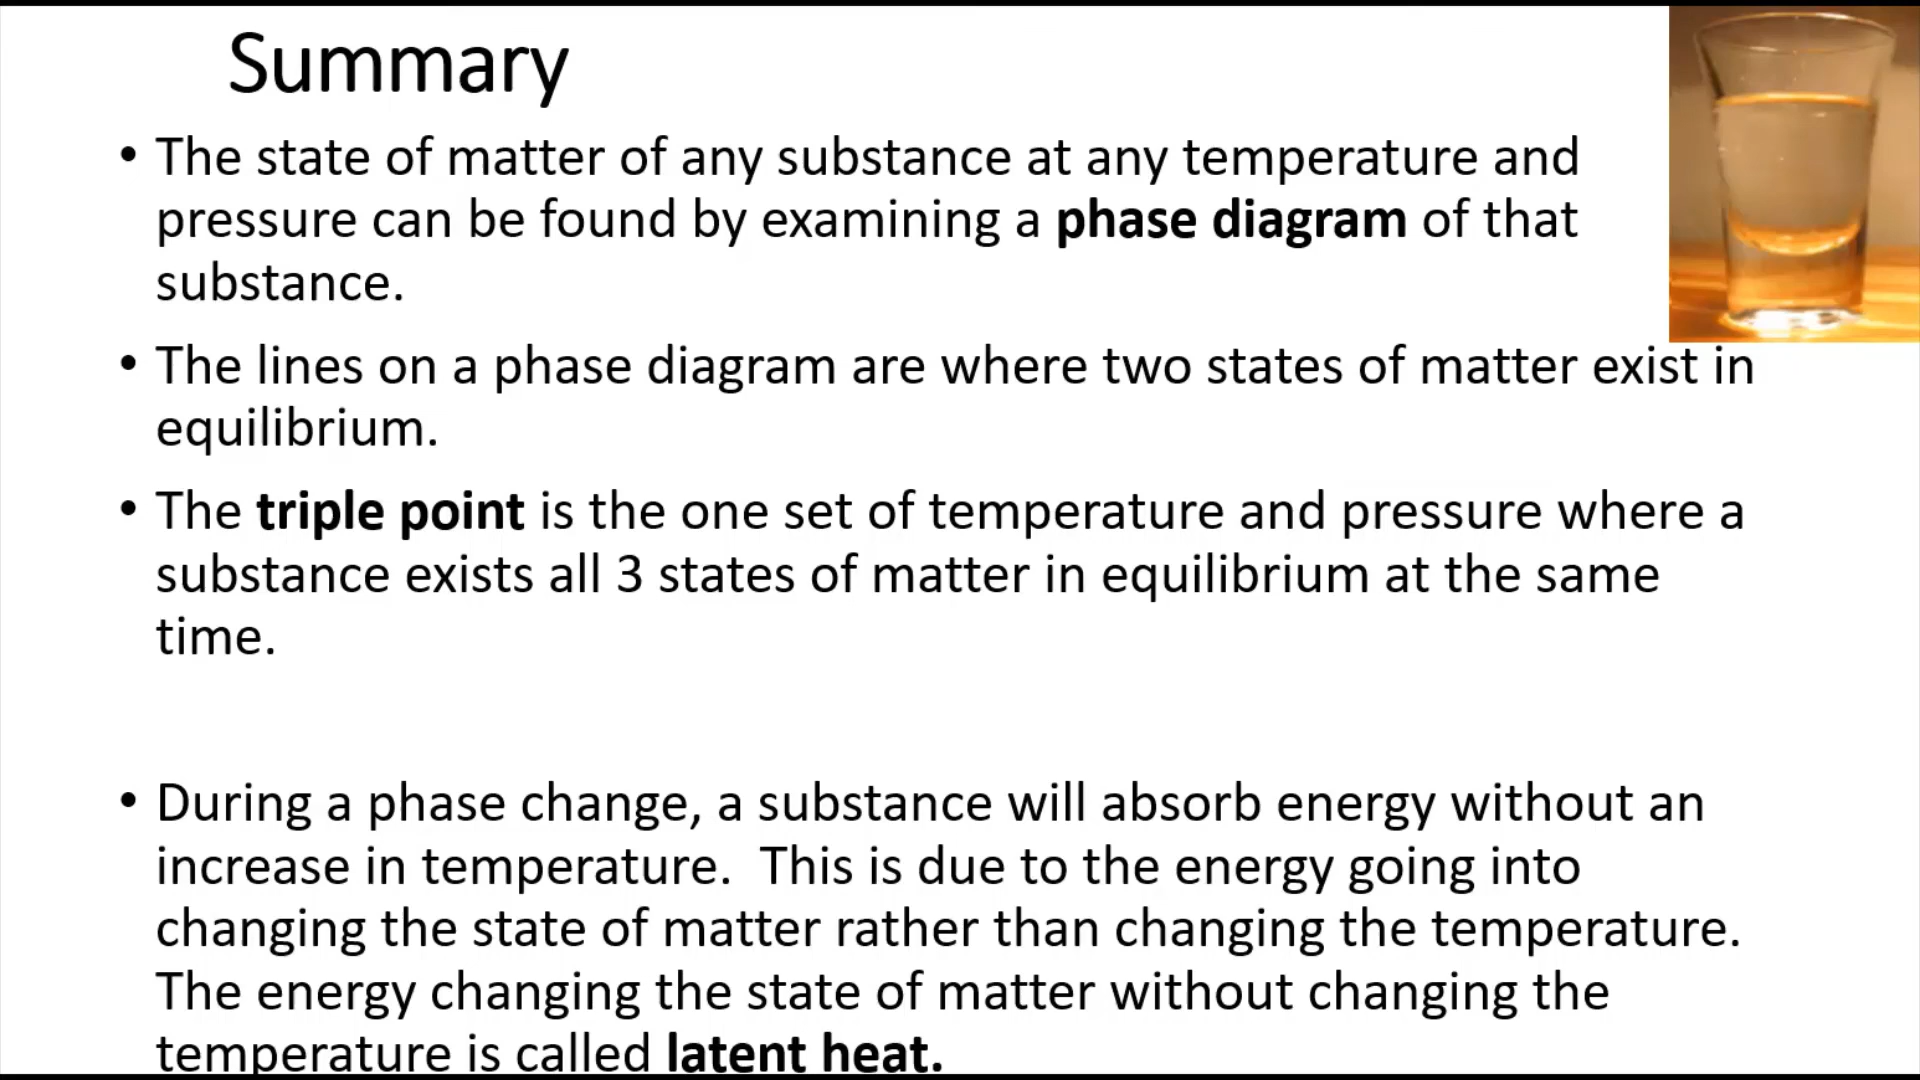 Summary
• The state of matter of any substance at any temperature and
pressure can be found by examining a phase diagram of that
substance.
• The lines on a phase diagram are where two states of matter exist in
equilibrium.
• The triple point is the one set of temperature and pressure where a
substance exists all 3 states of matter in equilibrium at the same
time.
• During a phase change, a substance will absorb energy without an
increase in temperature.  This is due to the energy going into
changing the state of matter rather than changing the temperature.
The energy changing the state of matter without changing the
temperature is called latent heat.